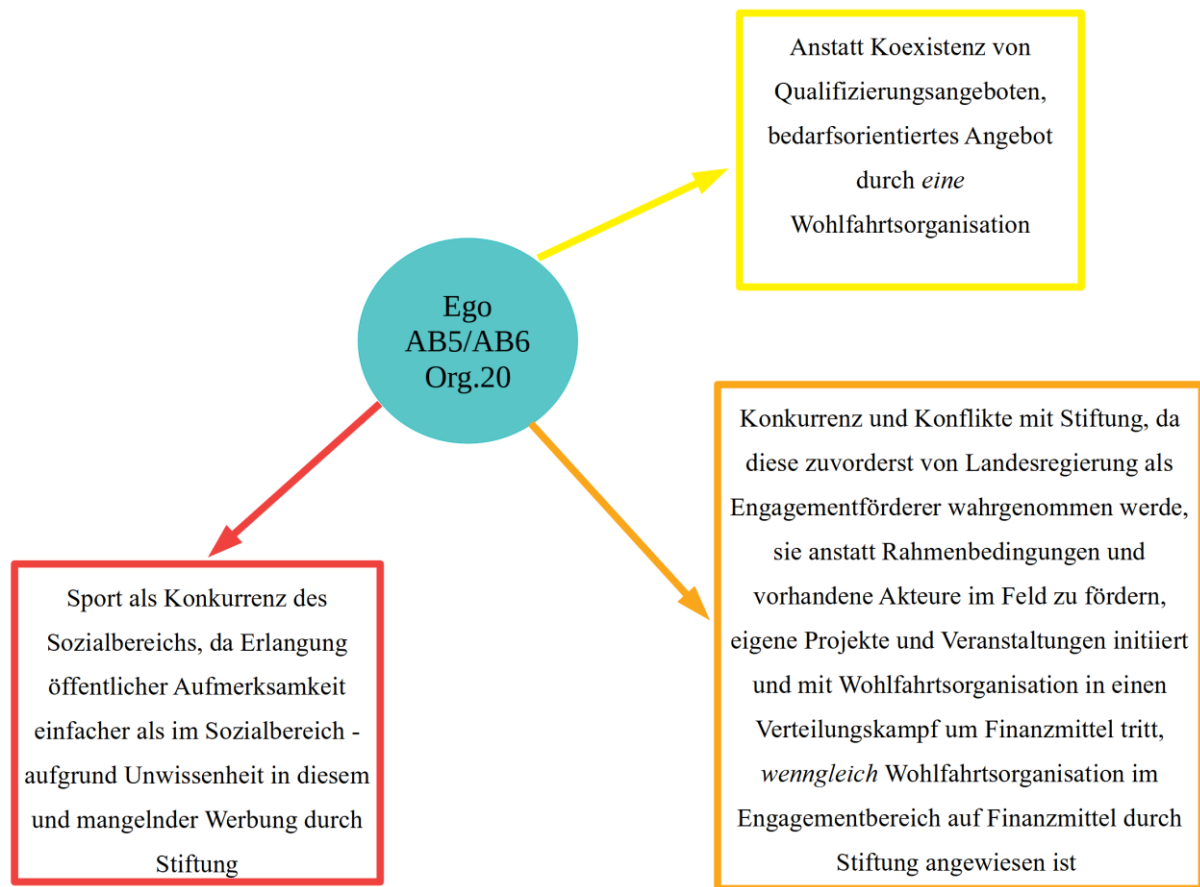 Anstatt Koexistenz von
Qualifizierungsangeboten,
bedarfsorientiertes Angebot
durch eine
Wohlfahrtsorganisation
Ego
AB5/AB6
Org.20
Konkurrenz und Konflikte mit Stiftung, da
diese zuvorderst von Landesregierung als
Engagementförderer wahrgenommen werde,
sie anstatt Rahmenbedingungen und
vorhandene Akteure im Feld zu fördern,
eigene Projekte und Veranstaltungen initiiert
und mit Wohlfahrtsorganisation in einen
Verteilungskampf um Finanzmittel tritt,
wenngleich Wohlfahrtsorganisation im
Engagementbereich auf Finanzmittel durch
Stiftung angewiesen ist
Sport als Konkurrenz des
Sozialbereichs, da Erlangung
öffentlicher Aufmerksamkeit
einfacher als im Sozialbereich -
aufgrund Unwissenheit in diesem
und mangelnder Werbung durch
Stiftung